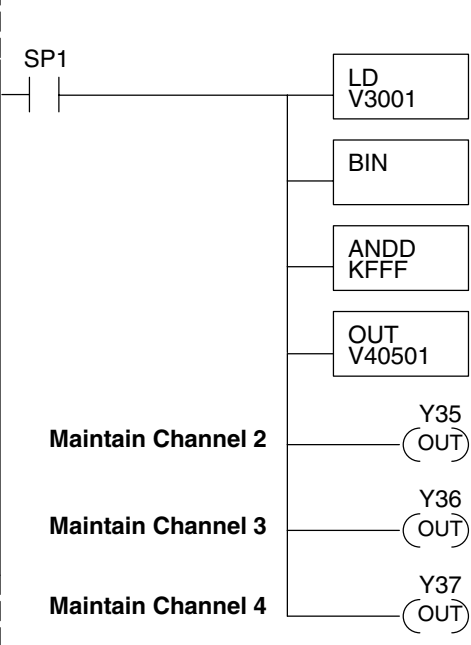 SP1
LD
V3001
BIN
ANDD
KFFF
OUT
V40501
Y35
Maintain Channel 2
OUT
Y36
Maintain Channel 3
OUT
Y37
Maintain Channel 4
OUT